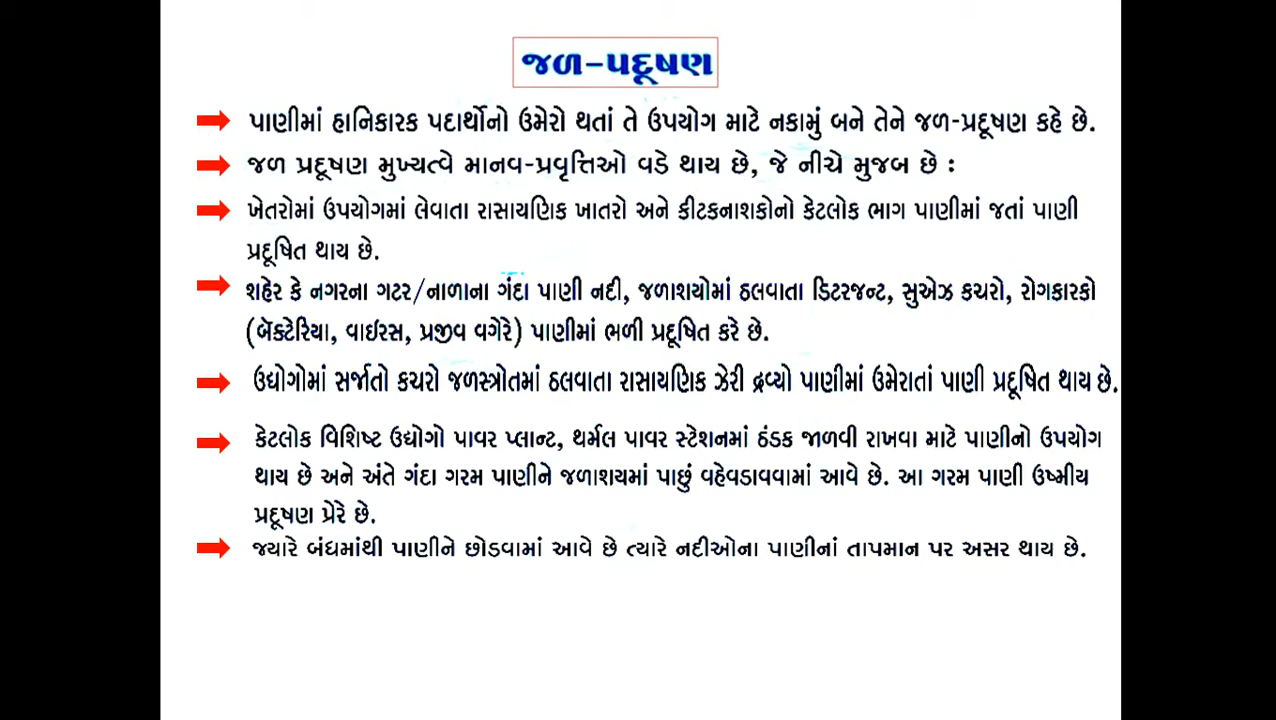 જળ-પદૂષણ
પાણીમાં હાનિકારક પદાર્થોનો ઉમેરો થતાં તે ઉપયોગ માટે નકામું બને તેને જળ-પ્રદૂષણ કહે છે.
જળ પ્રદૂષણ મુખ્યત્વે માનવ-પ્રવૃત્તિઓ વડે થાય છે, જે નીચે મુજબ છે :
ખેતરોમાં ઉપયોગમાં લેવાતા રાસાયણિક ખાતરો અને કીટકનાશકોનો કેટલોક ભાગ પાણીમાં જતાં પાણી
પ્રદૂષિત થાય છે.
શહેર કે નગરના ગટર/નાળાના ગંદા પાણી નદી, જળાશયોમાં ઠલવાતા ડિટરજન્ટ, સુએઝ કચરો, રોગકારકો
(બૅક્ટેરિયા, વાઈરસ, પ્રજીવ વગેરે) પાણીમાં ભળી પ્રદૂષિત કરે છે.
ઉદ્યોગોમાં સર્જાતો કચરો જળસ્ત્રોતમાં ઠલવાતા રાસાયણિક ઝેરી દ્રવ્યો પાણીમાં ઉમેરાતાં પાણી પ્રદૂષિત થાય છે.
કેટલોક વિશિષ્ટ ઉદ્યોગો પાવર પ્લાન્ટ, થર્મલ પાવર સ્ટેશનમાં ઠંડક જાળવી રાખવા માટે પાણીનો ઉપયોગ
થાય છે અને અંતે ગંદા ગરમ પાણીને જળાશયમાં પાછું વહેવડાવવામાં આવે છે. આ ગરમ પાણી ઉષ્મીય
પ્રદૂષણ પ્રેરે છે.
જ્યારે બંધમાંથી પાણીને છોડવામાં આવે છે ત્યારે નદીઓના પાણીનાં તાપમાન પર અસર થાય છે.